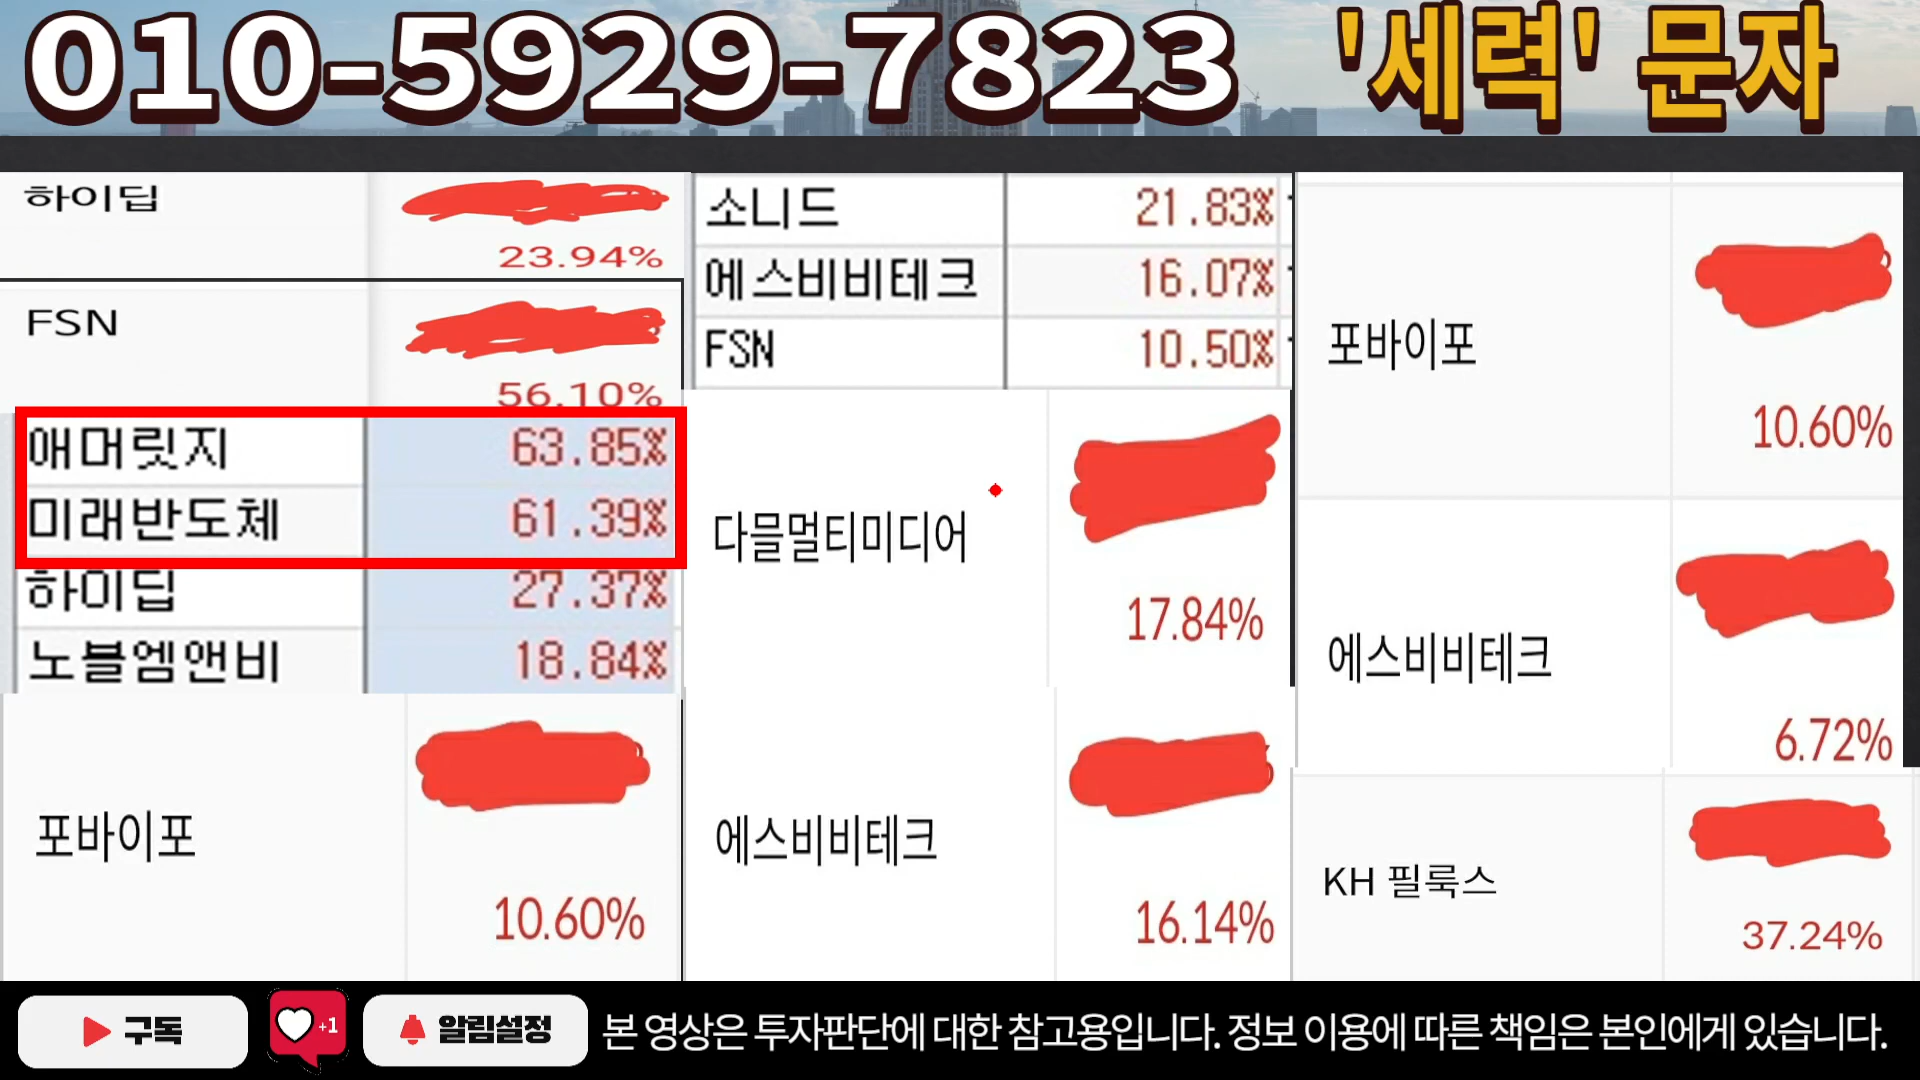 010-5929-7823 '세력' 문자
하이딥
23.94%
FSN
56.10%
애머릿지 63.85%
미래반도체 61.39%
하이딥 27.37%
노블엠앤비 18.84%
포바이포
10.60%
소니드 21.83%
에스비비테크 16.07%
FSN 10.50%
다믈멀티미디어
17.84%
에스비비테크
16.14%
포바이포
10.60%
에스비비테크
6.72%
KH 필룩스
37.24%
구독 +1 알림설정 본 영상은 투자판단에 대한 참고용입니다. 정보 이용에 따른 책임은 본인에게 있습니다.